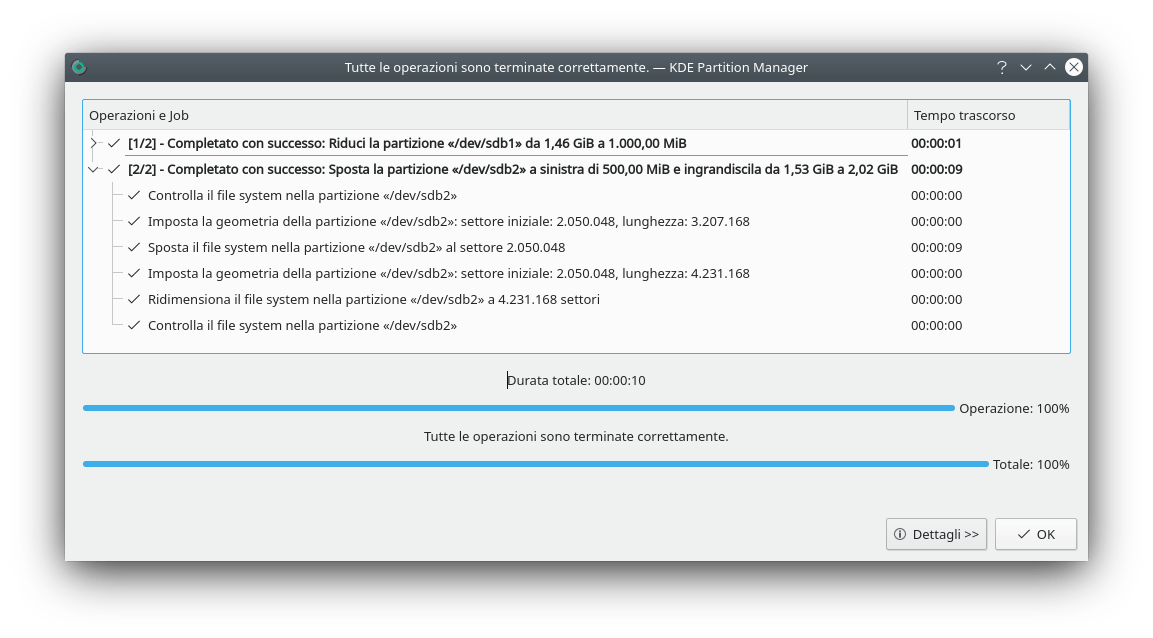 Tutte le operazioni sono terminate correttamente. — KDE Partition Manager
Operazioni e Job Tempo trascorso
[1/2] - Completato con successo: Riduci la partizione «/dev/sdb1» da 1,46 GiB a 1.000,00 MiB 00:00:01
[2/2] - Completato con successo: Sposta la partizione «/dev/sdb2» a sinistra di 500,00 MiB e ingrandiscila da 1,53 GiB a 2,02 GiB 00:00:09
Controlla il file system nella partizione «/dev/sdb2» 00:00:00
Imposta la geometria della partizione «/dev/sdb2»: settore iniziale: 2.050.048, lunghezza: 3.207.168 00:00:00
Sposta il file system nella partizione «/dev/sdb2» al settore 2.050.048 00:00:09
Imposta la geometria della partizione «/dev/sdb2»: settore iniziale: 2.050.048, lunghezza: 4.231.168 00:00:00
Ridimensiona il file system nella partizione «/dev/sdb2» a 4.231.168 settori 00:00:00
Controlla il file system nella partizione «/dev/sdb2» 00:00:00
Durata totale: 00:00:10
Operazione: 100%
Tutte le operazioni sono terminate correttamente.
Totale: 100%
Dettagli >> OK